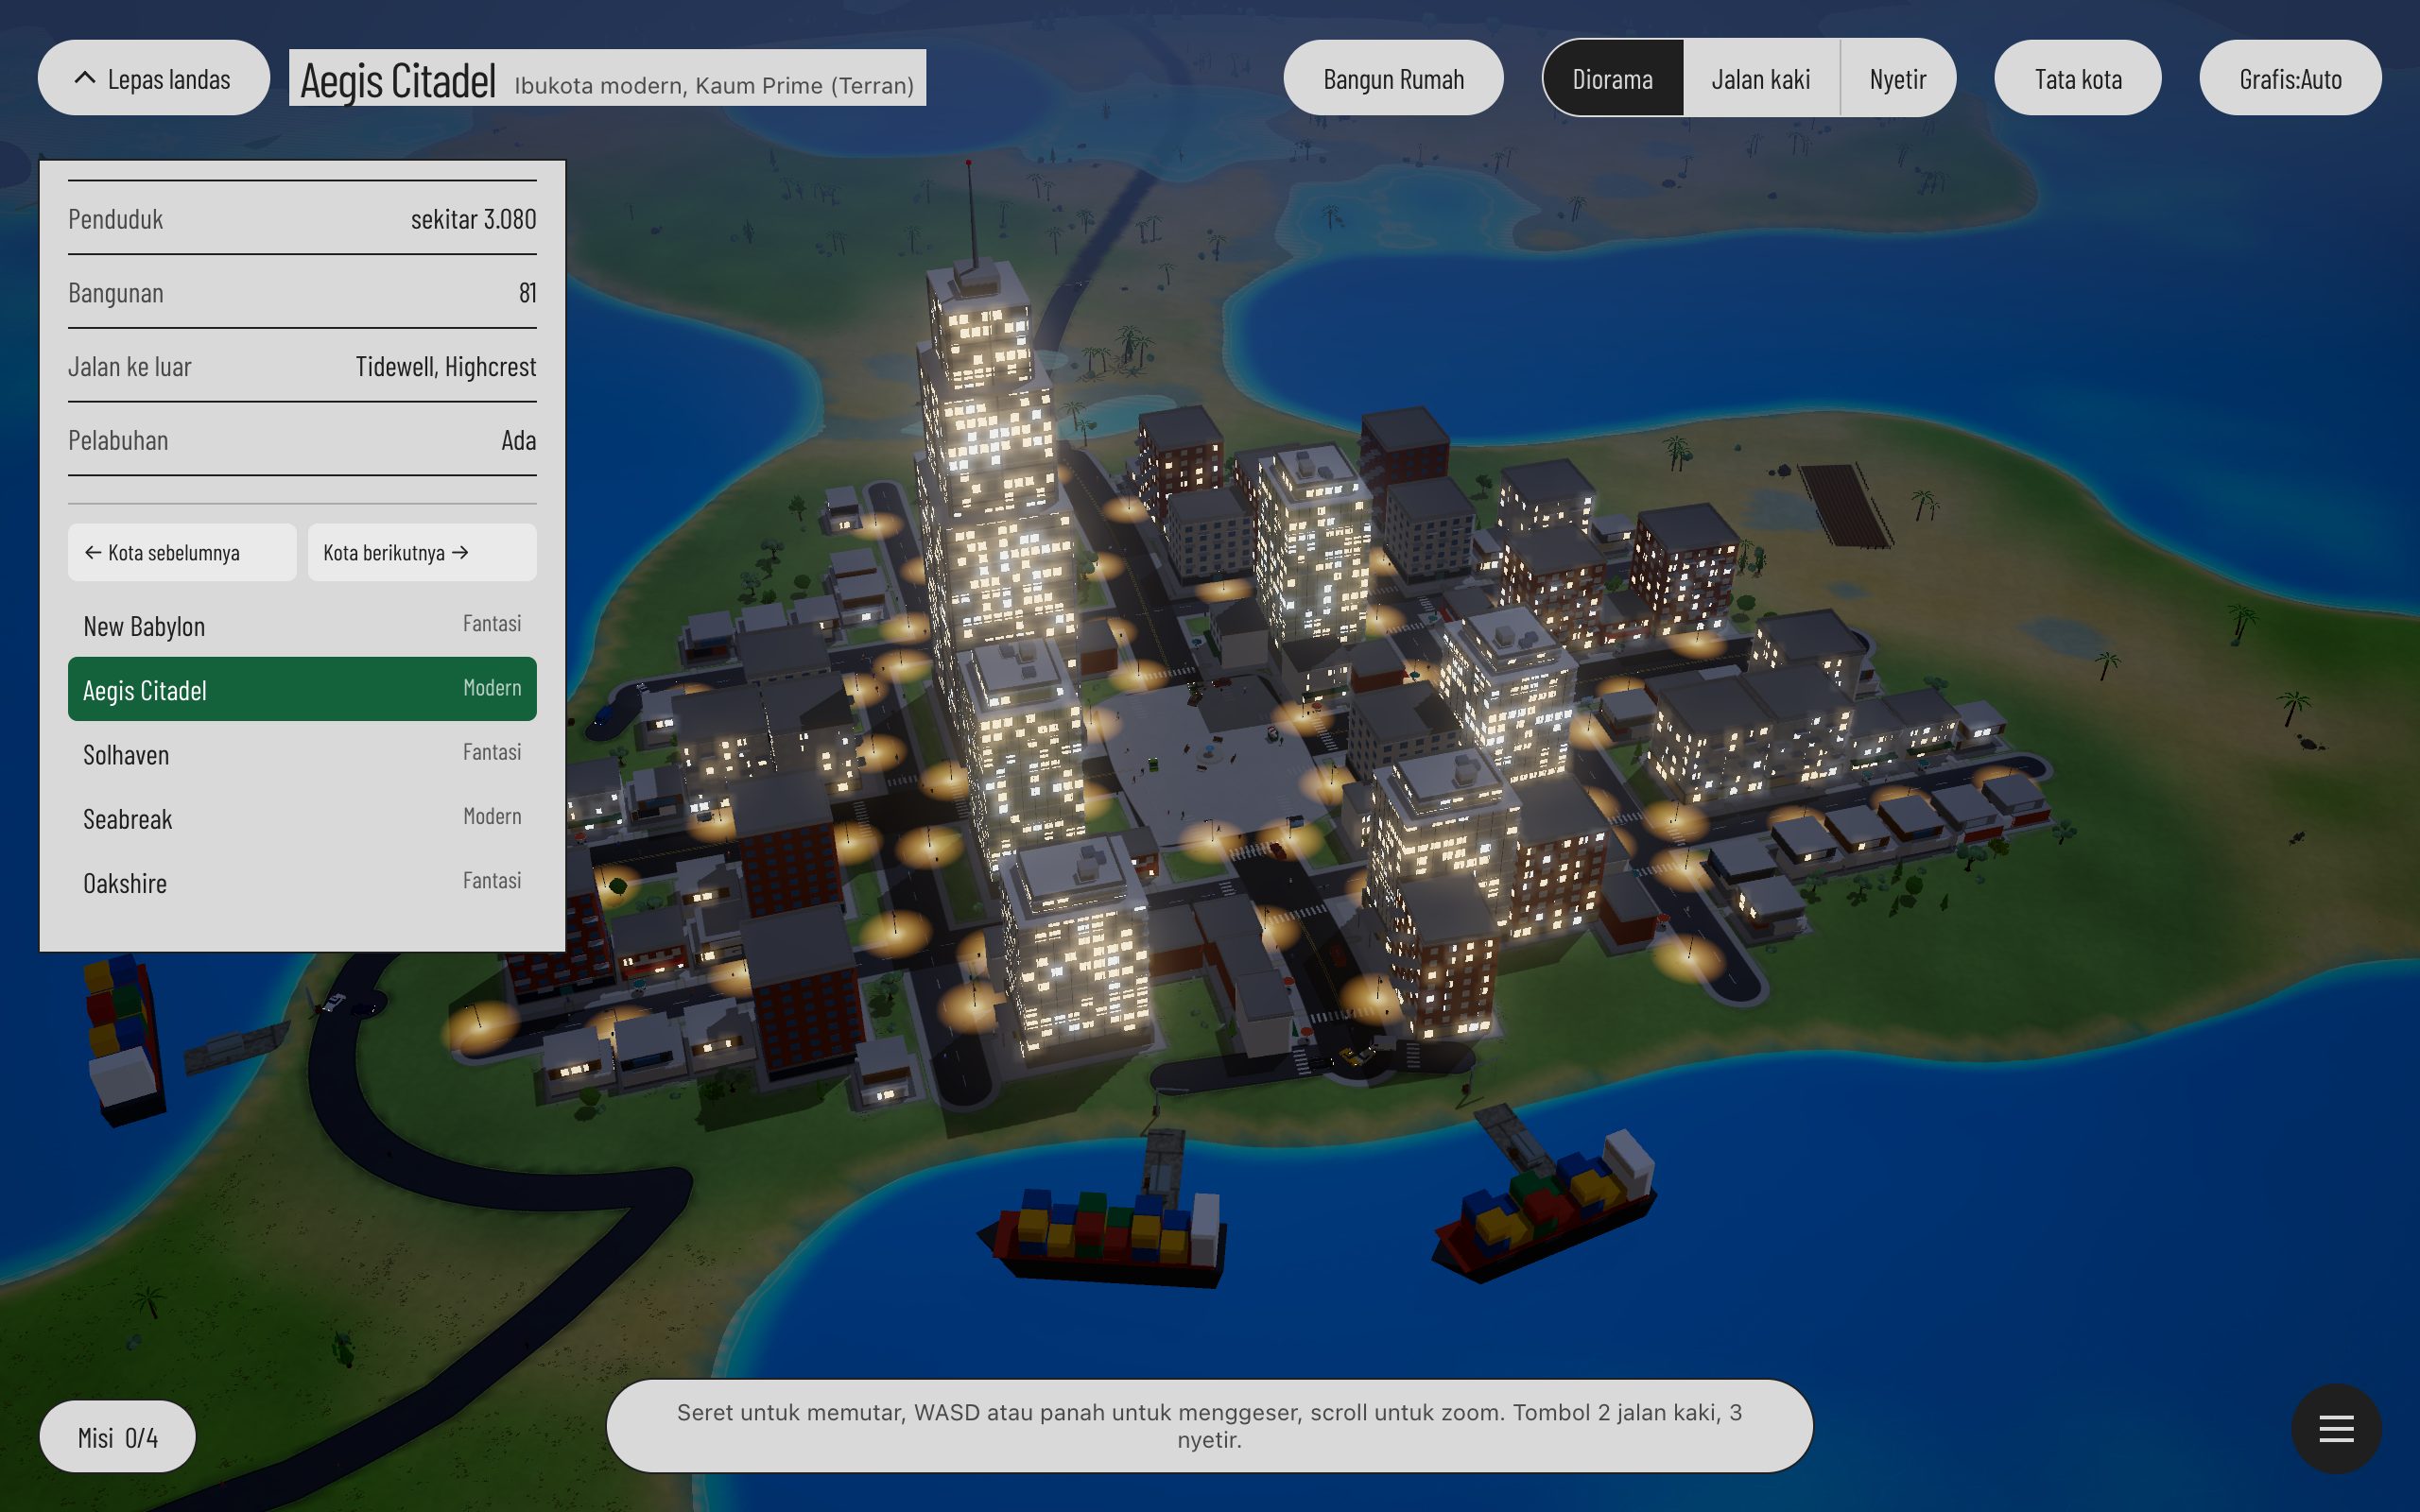 Lepas landas
Aegis Citadel Ibukota modern, Kaum Prime (Terran)
Bangun Rumah
Diorama
Jalan kaki
Nyetir
Tata kota
Grafis:Auto
Penduduk sekitar 3.080
Bangunan 81
Jalan ke luar Tidewell, Highcrest
Pelabuhan Ada
← Kota sebelumnya
Kota berikutnya →
New Babylon Fantasi
Aegis Citadel Modern
Solhaven Fantasi
Seabreak Modern
Oakshire Fantasi
Misi 0/4
Seret untuk memutar, WASD atau panah untuk menggeser, scroll untuk zoom. Tombol 2 jalan kaki, 3
nyetir.